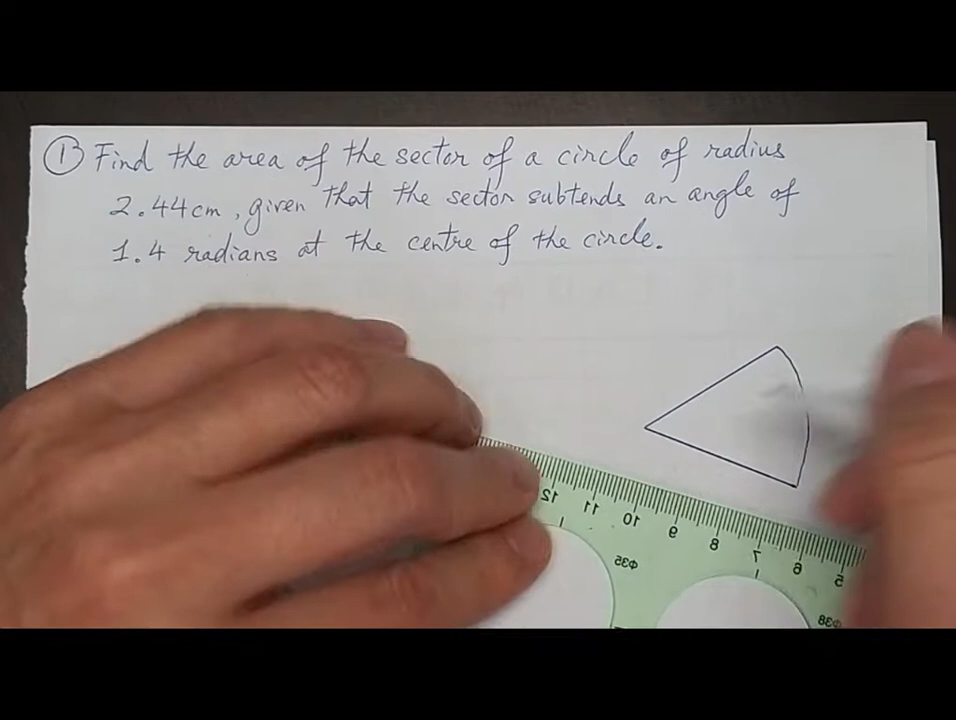 ① Find the area of the sector of a circle of radius
2.44cm, given that the sector subtends an angle of
1.4 radians at the centre of the circle.
12 11 10 9 8 7 6 5
Φ35 Φ38